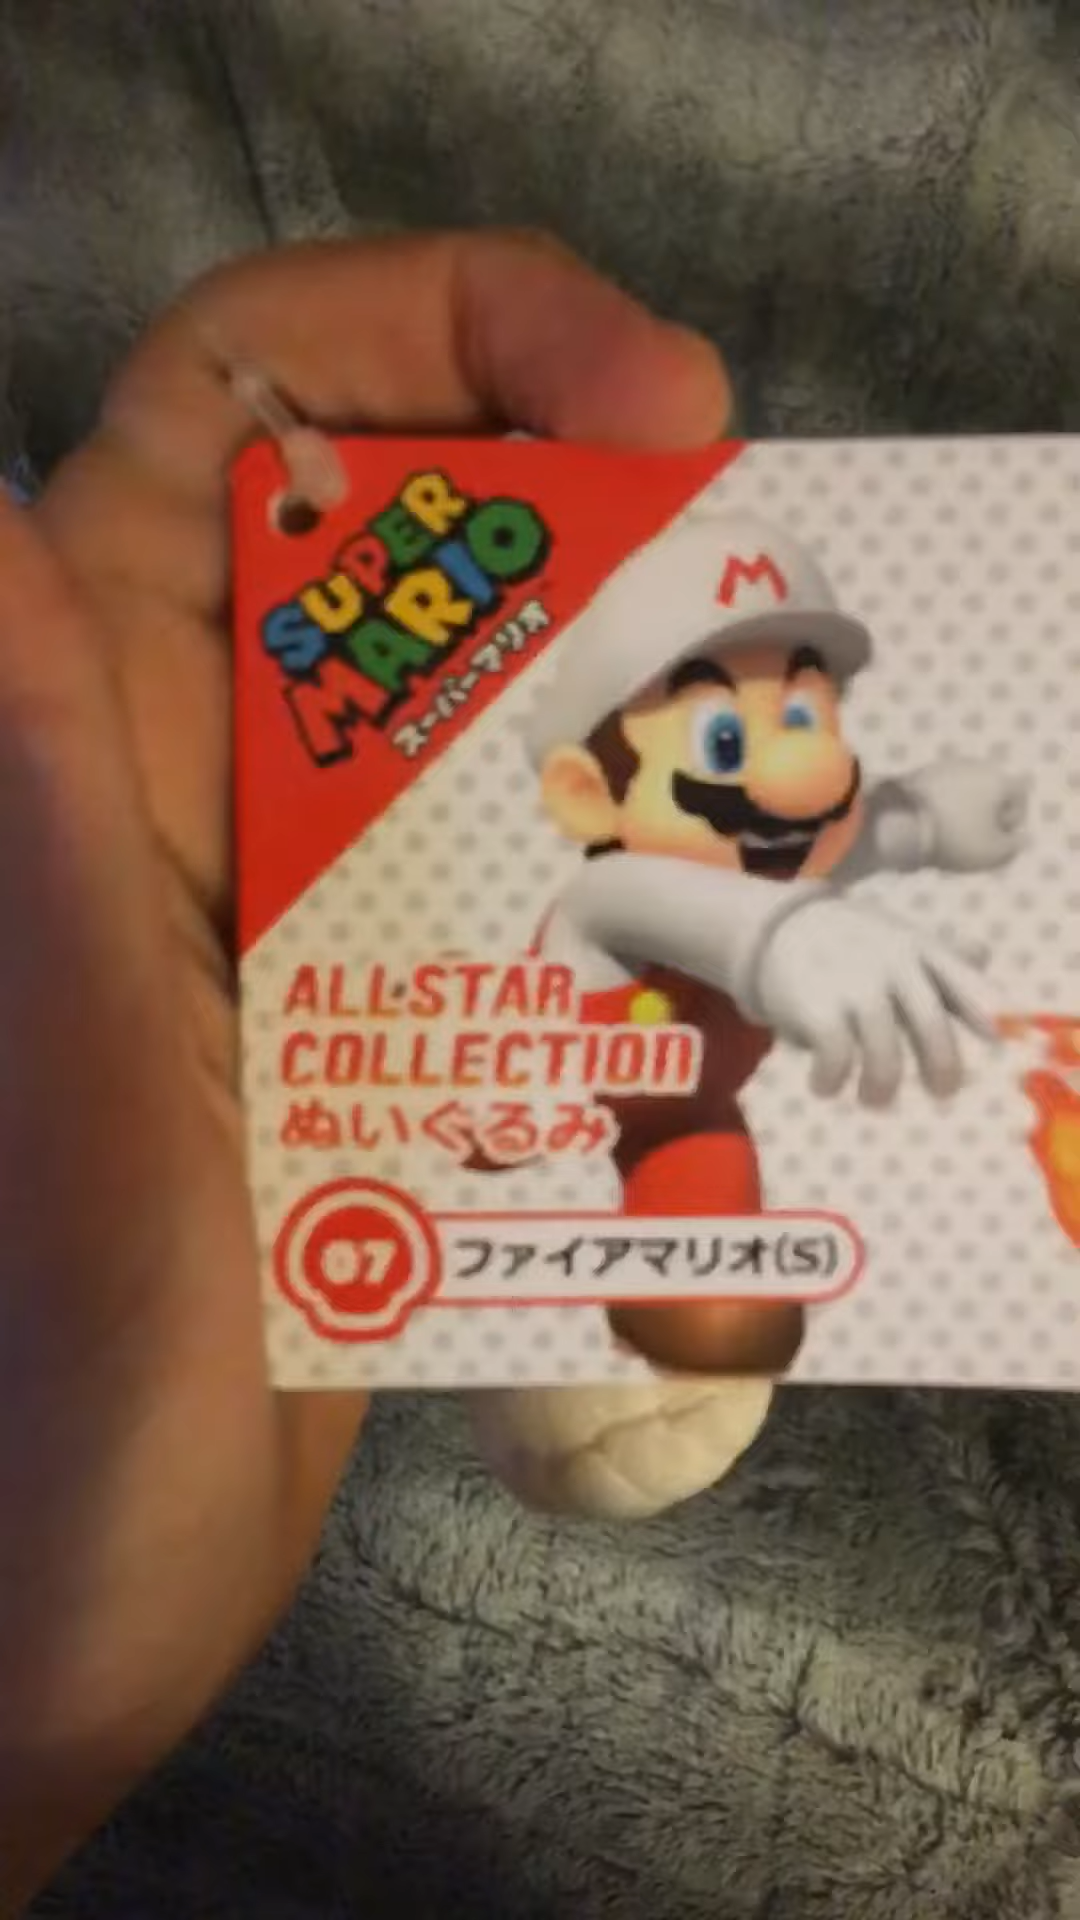 SUPER
MARIO
スーパーマリオ
M
ALL STAR
COLLECTION
ぬいぐるみ
07 ファイアマリオ(S)